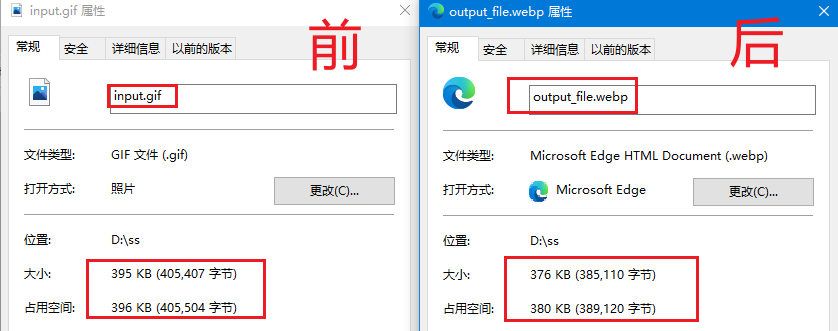 input.gif 属性
前
常规 安全 详细信息 以前的版本
input.gif
文件类型: GIF 文件 (.gif)
打开方式: 照片 更改(C)...
位置: D:\ss
大小: 395 KB (405,407 字节)
占用空间: 396 KB (405,504 字节)
output_file.webp 属性
后
常规 安全 详细信息 以前的版本
output_file.webp
文件类型: Microsoft Edge HTML Document (.webp)
打开方式: Microsoft Edge 更改(C)...
位置: D:\ss
大小: 376 KB (385,110 字节)
占用空间: 380 KB (389,120 字节)